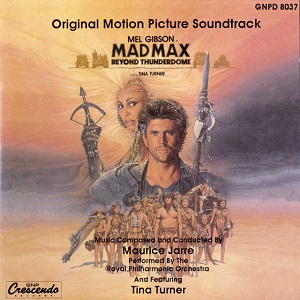 GNPD 8037
Original Motion Picture Soundtrack
MEL GIBSON
MAD MAX
BEYOND THUNDERDOME
TINA TURNER
Music Composed and Conducted By
Maurice Jarre
Performed By The
Royal Philharmonic Orchestra
And Featuring
Tina Turner
GNP
Crescendo
RECORDS